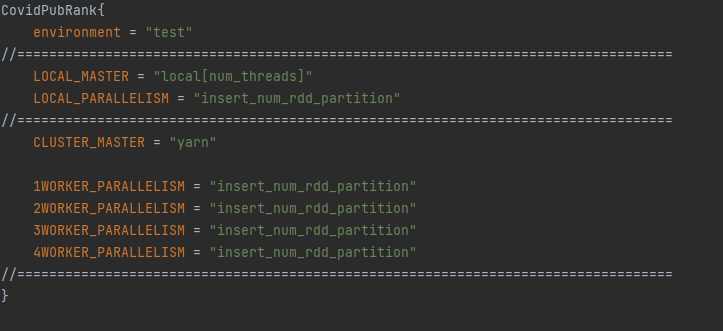 CovidPubRank{
    environment = "test"
//==================================================================================
    LOCAL_MASTER = "local[num_threads]"
    LOCAL_PARALLELISM = "insert_num_rdd_partition"
//==================================================================================
    CLUSTER_MASTER = "yarn"

    1WORKER_PARALLELISM = "insert_num_rdd_partition"
    2WORKER_PARALLELISM = "insert_num_rdd_partition"
    3WORKER_PARALLELISM = "insert_num_rdd_partition"
    4WORKER_PARALLELISM = "insert_num_rdd_partition"
//==================================================================================
}